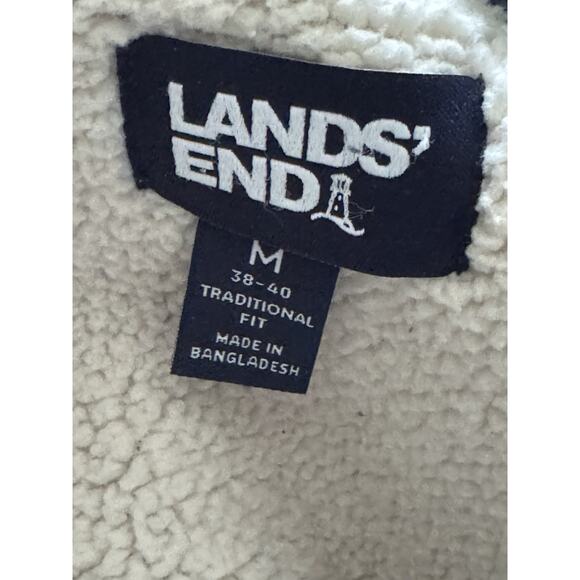 LANDS'
END
M
38-40
TRADITIONAL
FIT
MADE IN
BANGLADESH